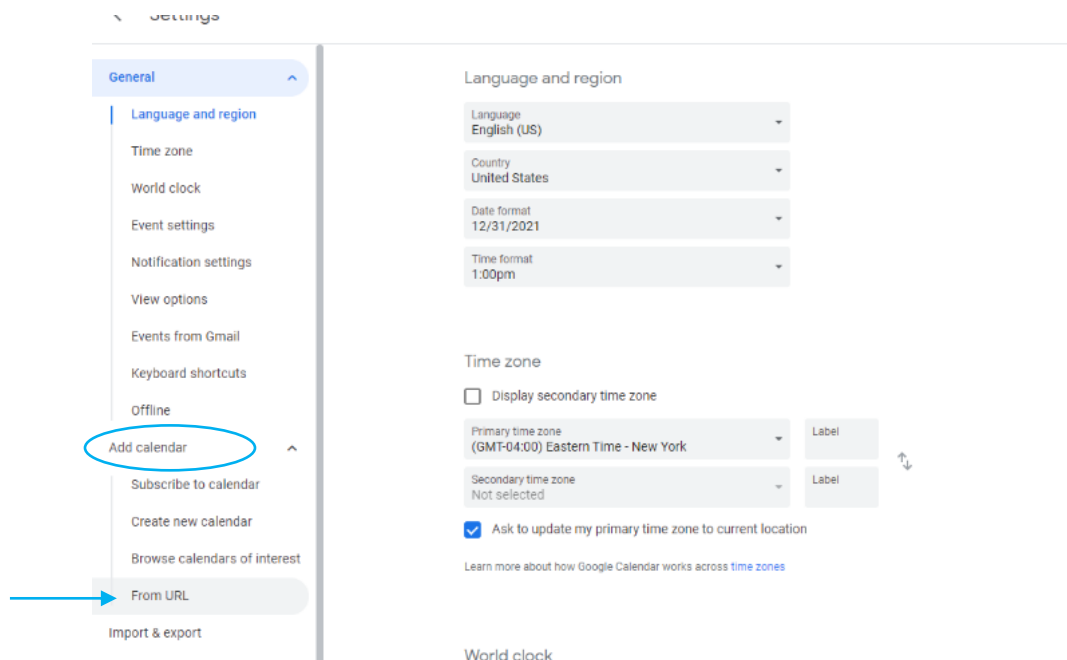 Settings
General
Language and region
Time zone
World clock
Event settings
Notification settings
View options
Events from Gmail
Keyboard shortcuts
Offline
Add calendar
Subscribe to calendar
Create new calendar
Browse calendars of interest
From URL
Import & export
Language and region
Language
English (US)
Country
United States
Date format
12/31/2021
Time format
1:00pm
Time zone
Display secondary time zone
Primary time zone
(GMT-04:00) Eastern Time - New York
Label
Secondary time zone
Not selected
Label
Ask to update my primary time zone to current location
Learn more about how Google Calendar works across time zones
World clock